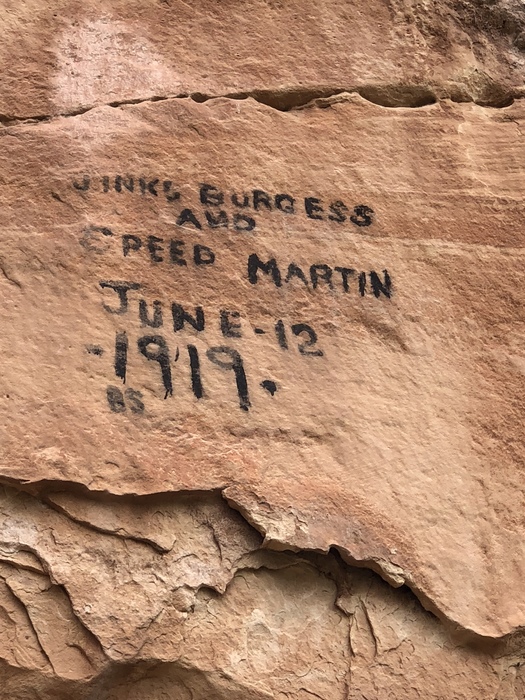 JINKS BURGESS
AND
SPEED MARTIN
JUNE-12
-1919.
BS